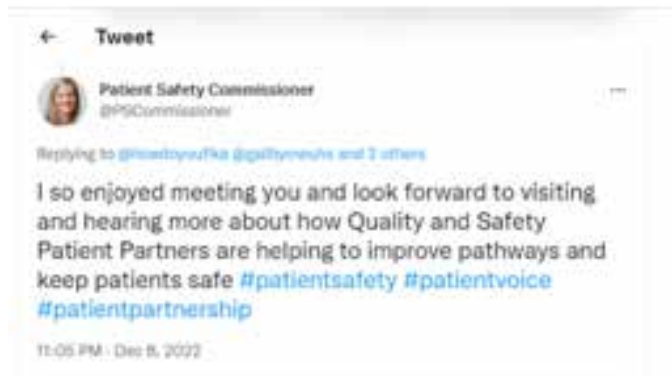 Tweet
Patient Safety Commissioner
@PSCommissioner
Replying to and 2 others
I so enjoyed meeting you and look forward to visiting
and hearing more about how Quality and Safety
Patient Partners are helping to improve pathways and
keep patients safe #patientsafety #patientvoice
#patientpartnership
11:05 PM · Dec 8, 2022